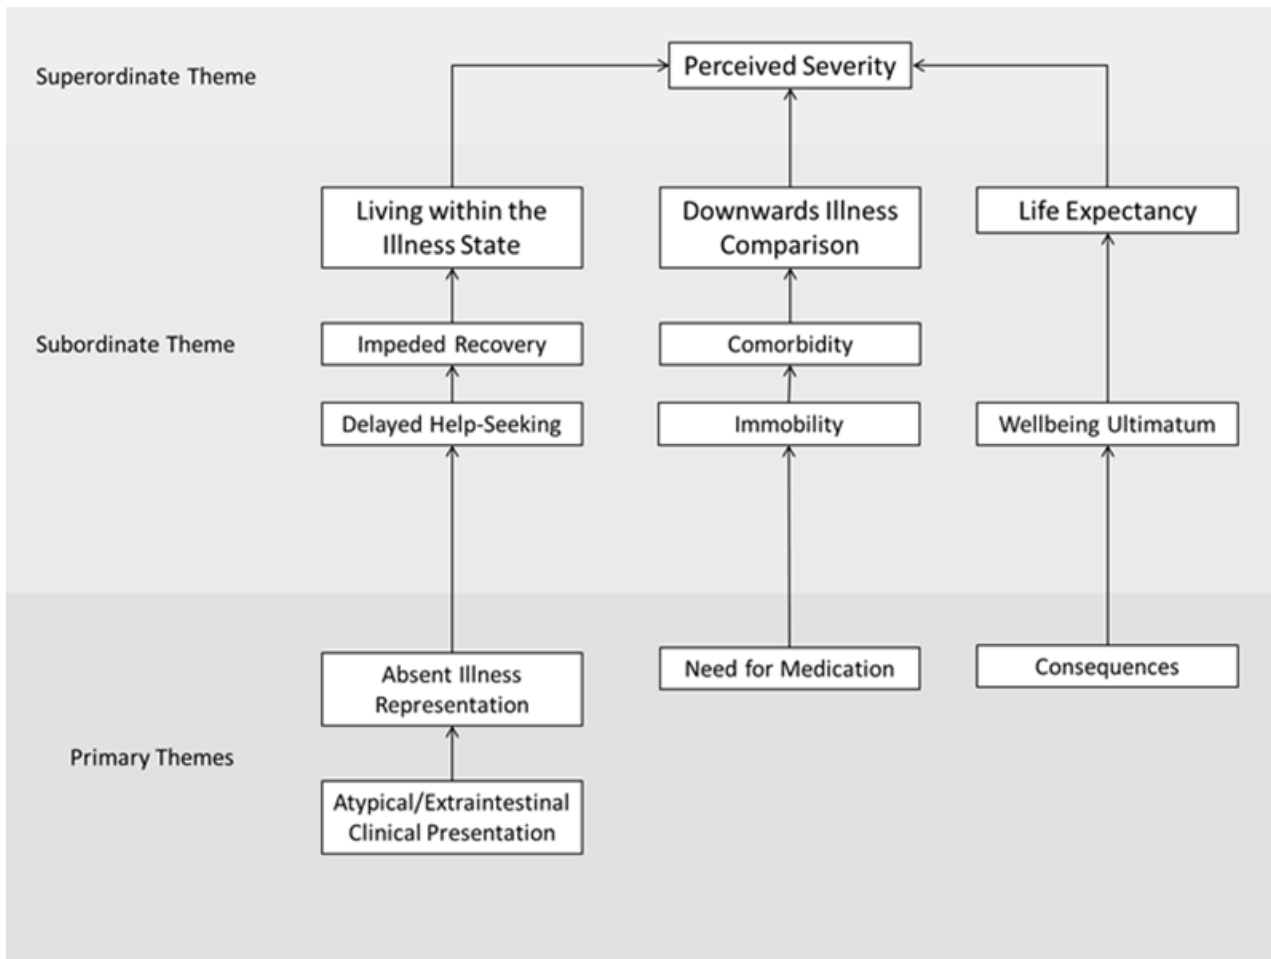 Superordinate Theme
Perceived Severity
Living within the
Illness State
Downwards Illness
Comparison
Life Expectancy
Subordinate Theme
Impeded Recovery
Comorbidity
Delayed Help-Seeking
Immobility
Wellbeing Ultimatum
Absent Illness
Representation
Need for Medication
Consequences
Primary Themes
Atypical/Extraintestinal
Clinical Presentation